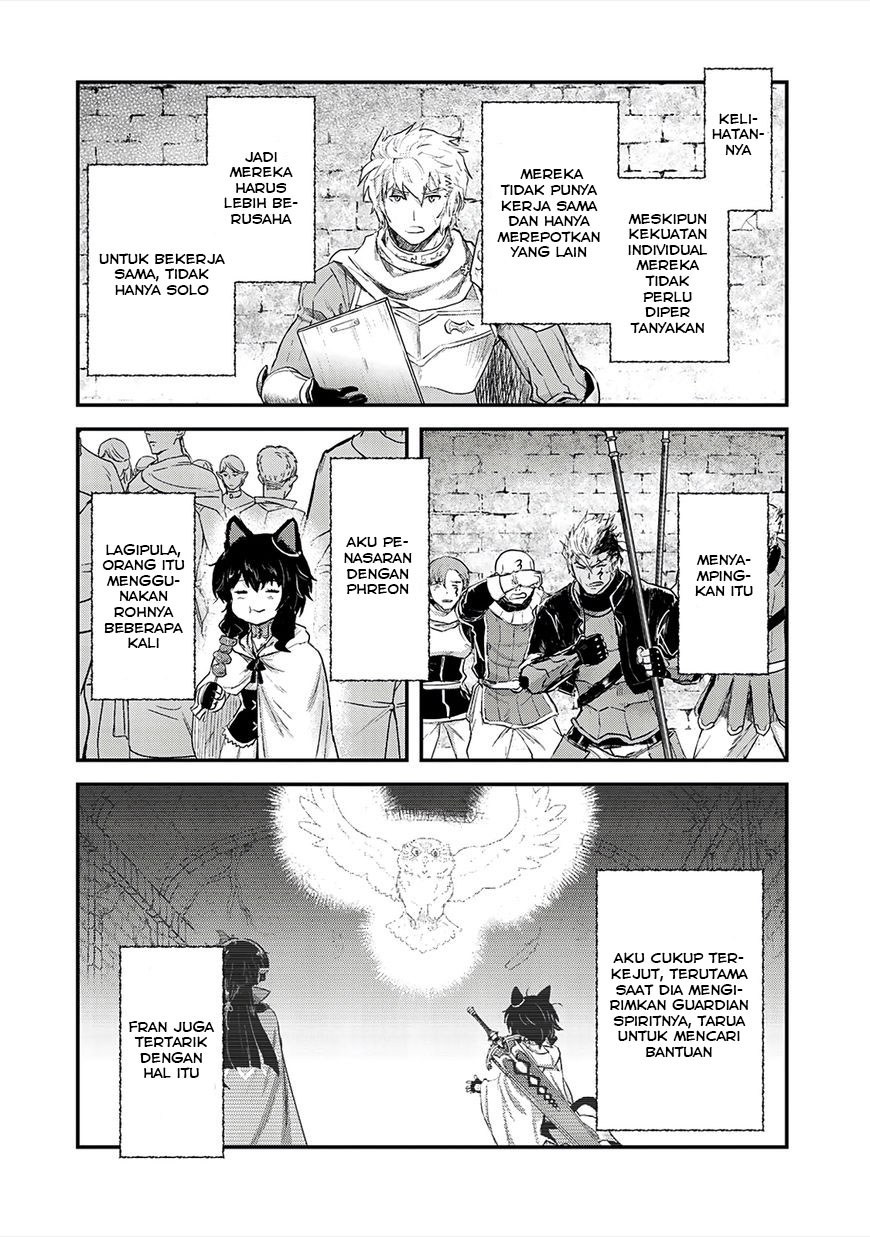 KELI-
HATAN-
NYA
MESKIPUN
KEKUATAN
INDIVIDUAL
MEREKA
TIDAK
PERLU
DIPER
TANYAKAN
MEREKA
TIDAK PUNYA
KERJA SAMA
DAN HANYA
MEREPOTKAN
YANG LAIN
JADI
MEREKA
HARUS
LEBIH BE-
RUSAHA
UNTUK BEKERJA
SAMA, TIDAK
HANYA SOLO
MENYA-
MPING-
KAN ITU
3
AKU PE-
NASARAN
DENGAN
PHREON
LAGIPULA,
ORANG ITU
MENGGU-
NAKAN
ROHNYA
BEBERAPA
KALI
AKU CUKUP TER-
KEJUT, TERUTAMA
SAAT DIA MENGI-
RIMKAN GUARDIAN
SPIRITNYA, TARUA
UNTUK MENCARI
BANTUAN
FRAN JUGA
TERTARIK
DENGAN
HAL ITU